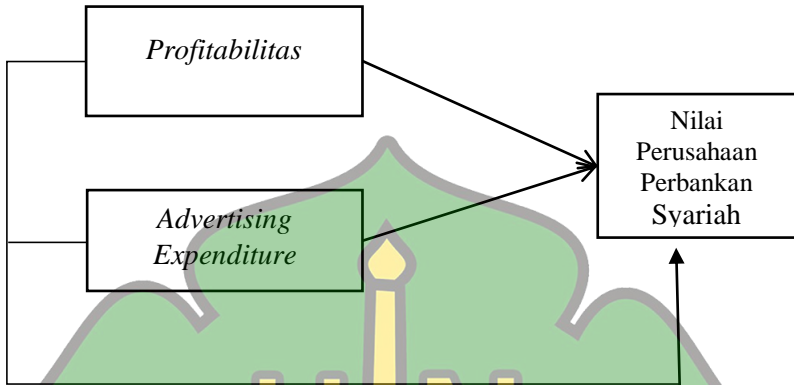 Profitabilitas
Advertising
Expenditure
Nilai
Perusahaan
Perbankan
Syariah